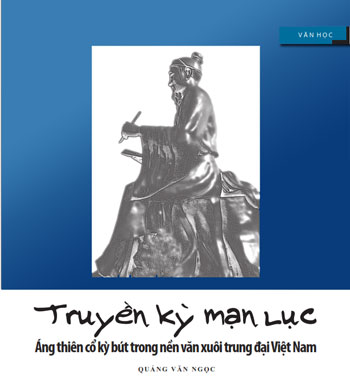 VĂN HỌC
Truyền kỳ mạn Lục
Áng thiên cổ kỳ bút trong nền văn xuôi trung đại Việt Nam
QUẢNG VĂN NGỌC